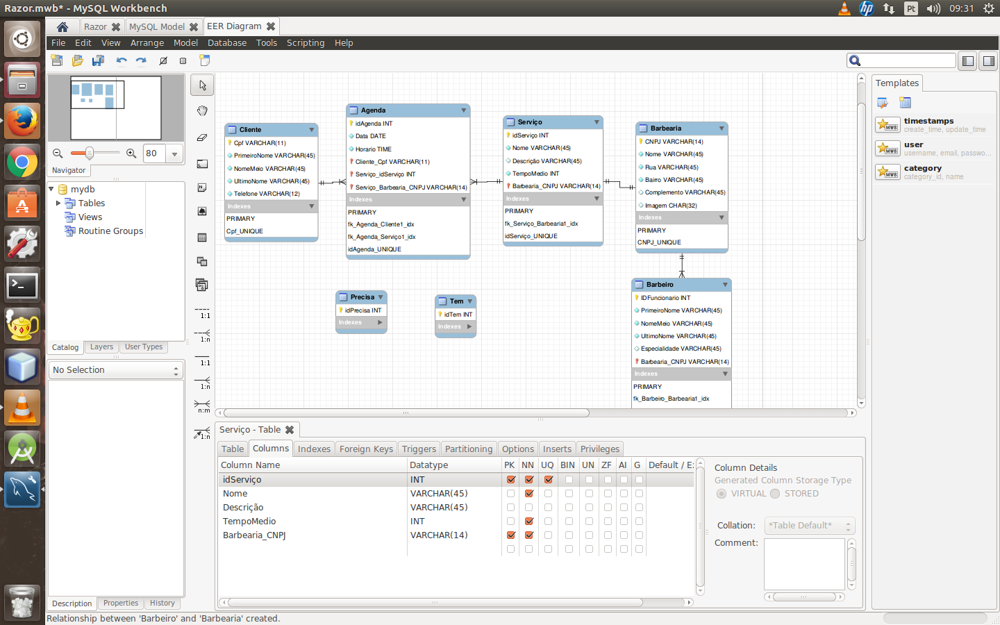 Razor.mwb* - MySQL Workbench
hp
Pt
09:31
Razor
MySQL Model
EER Diagram
File Edit View Arrange Model Database Tools Scripting Help
80
Navigator
mydb
Tables
Views
Routine Groups
Catalog
Layers
User Types
No Selection
Description
Properties
History
1:1
1:n
1:1
1:n
n:m
1:n
Cliente
Cpf VARCHAR(11)
PrimeiroNome VARCHAR(45)
NomeMeio VARCHAR(45)
UltimoNome VARCHAR(45)
Telefone VARCHAR(12)
Indexes
PRIMARY
Cpf_UNIQUE
Agenda
idAgenda INT
Data DATE
Horario TIME
Cliente_Cpf VARCHAR(11)
Serviço_idServiço INT
Serviço_Barbearia_CNPJ VARCHAR(14)
Indexes
PRIMARY
fk_Agenda_Cliente1_idx
fk_Agenda_Serviço1_idx
idAgenda_UNIQUE
Serviço
idServiço INT
Nome VARCHAR(45)
Descrição VARCHAR(45)
TempoMedio INT
Barbearia_CNPJ VARCHAR(14)
Indexes
PRIMARY
fk_Serviço_Barbearia1_idx
idServiço_UNIQUE
Barbearia
CNPJ VARCHAR(14)
Nome VARCHAR(45)
Rua VARCHAR(45)
Bairro VARCHAR(45)
Complemento VARCHAR(45)
Imagem CHAR(32)
Indexes
PRIMARY
CNPJ_UNIQUE
Precisa
idPrecisa INT
Indexes
Tem
idTem INT
Indexes
Barbeiro
IDFuncionario INT
PrimeiroNome VARCHAR(45)
NomeMeio VARCHAR(45)
UltimoNome VARCHAR(45)
Especialidade VARCHAR(45)
Barbearia_CNPJ VARCHAR(14)
Indexes
PRIMARY
fk_Barbeiro_Barbearia1_idx
Templates
MWB
timestamps
create_time, update_time
MWB
user
username, email, passwo...
MWB
category
category_id, name
Serviço - Table
Table Columns Indexes Foreign Keys Triggers Partitioning Options Inserts Privileges
Column Name Datatype PK NN UQ BIN UN ZF AI G Default / Ex
idServiço INT
Nome VARCHAR(45)
Descrição VARCHAR(45)
TempoMedio INT
Barbearia_CNPJ VARCHAR(14)
Column Details
Generated Column Storage Type
VIRTUAL STORED
Collation: *Table Default*
Comment:
Relationship between 'Barbeiro' and 'Barbearia' created.